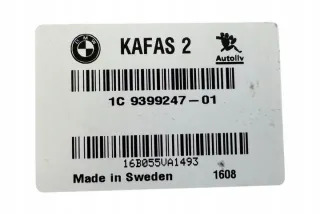 BMW KAFAS 2 Autoliv
1C 9399247-01
16B055VA1493
Made in Sweden 1608